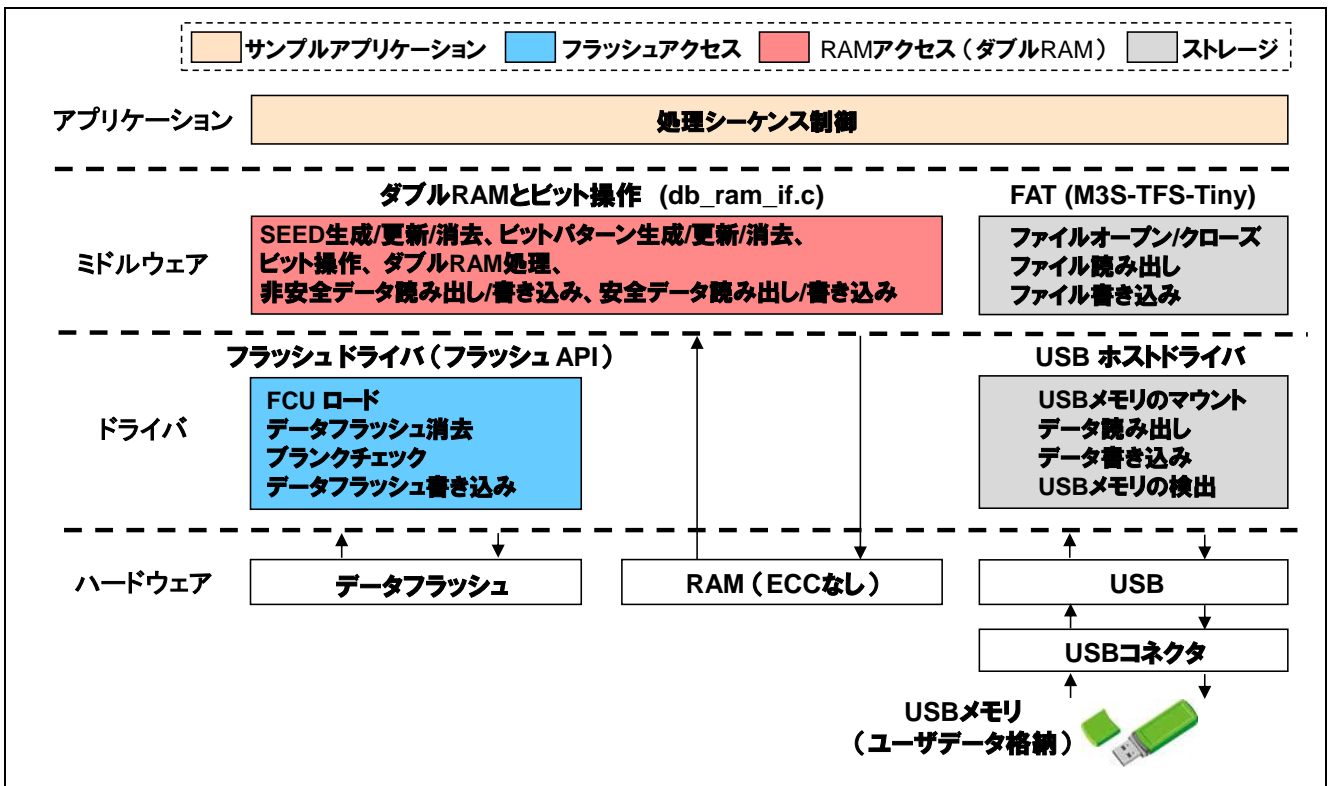 サンプルアプリケーション フラッシュアクセス RAMアクセス（ダブルRAM） ストレージ
アプリケーション
処理シーケンス制御
ダブルRAMとビット操作 (db_ram_if.c)
FAT (M3S-TFS-Tiny)
ミドルウェア
SEED生成/更新/消去、ビットパターン生成/更新/消去、
ビット操作、ダブルRAM処理、
非安全データ読み出し/書き込み、安全データ読み出し/書き込み
ファイルオープン/クローズ
ファイル読み出し
ファイル書き込み
フラッシュドライバ（フラッシュ API）
USB ホストドライバ
ドライバ
FCU ロード
データフラッシュ消去
ブランクチェック
データフラッシュ書き込み
USBメモリのマウント
データ読み出し
データ書き込み
USBメモリの検出
ハードウェア
データフラッシュ
RAM（ECCなし）
USB
USBコネクタ
USBメモリ
（ユーザデータ格納）